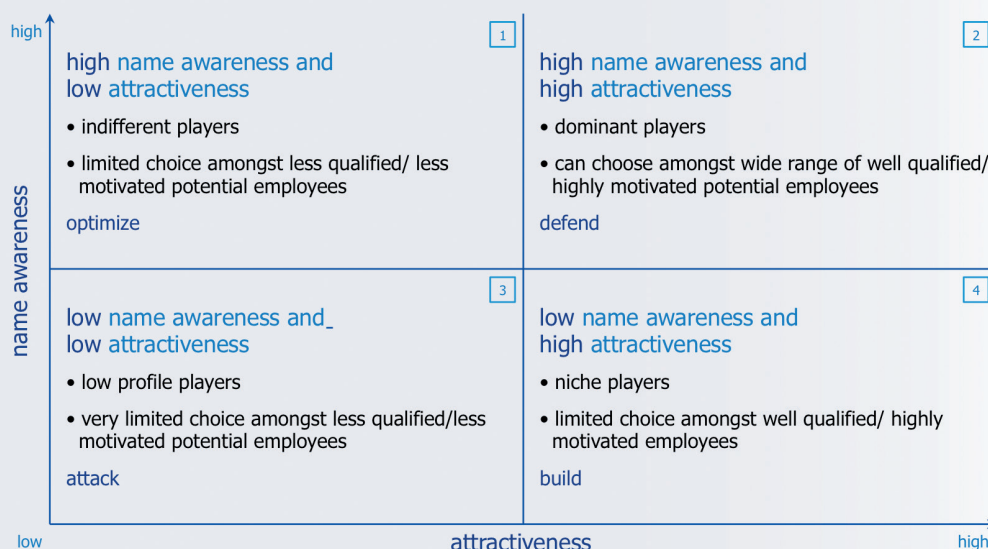 high
name awareness
1
high name awareness and
low attractiveness
• indifferent players
• limited choice amongst less qualified/ less
motivated potential employees
optimize
2
high name awareness and
high attractiveness
• dominant players
• can choose amongst wide range of well qualified/
highly motivated potential employees
defend
3
low name awareness and_
low attractiveness
• low profile players
• very limited choice amongst less qualified/less
motivated potential employees
attack
4
low name awareness and
high attractiveness
• niche players
• limited choice amongst well qualified/ highly
motivated employees
build
low
attractiveness
high